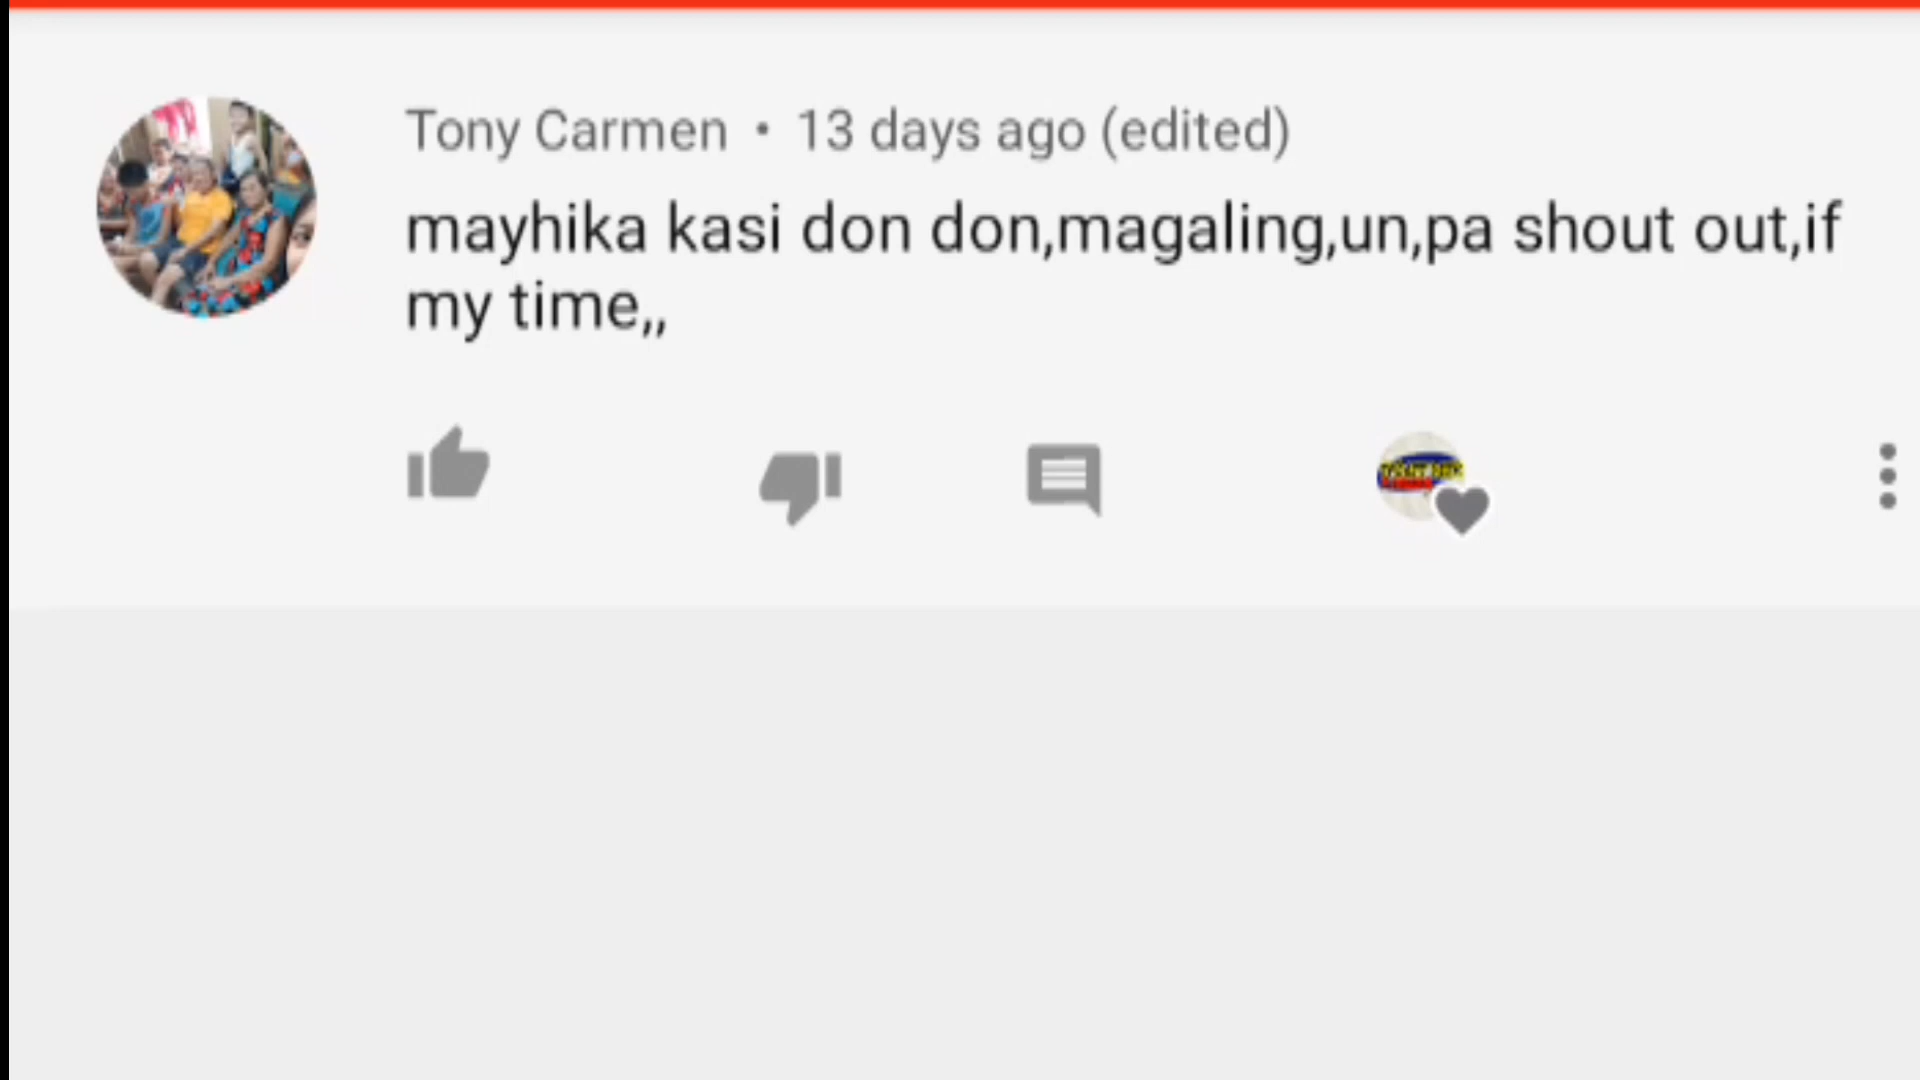 Tony Carmen • 13 days ago (edited)
mayhika kasi don don,magaling,un,pa shout out,if
my time,,